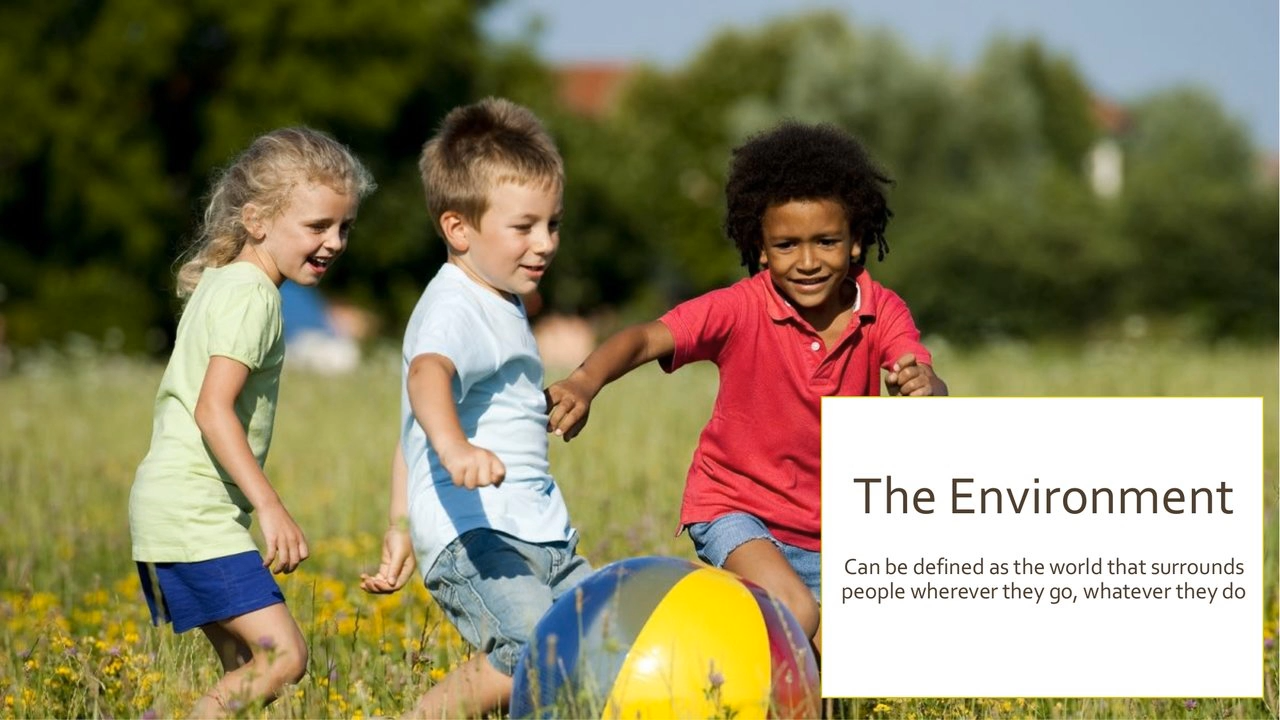 The Environment
Can be defined as the world that surrounds
people wherever they go, whatever they do